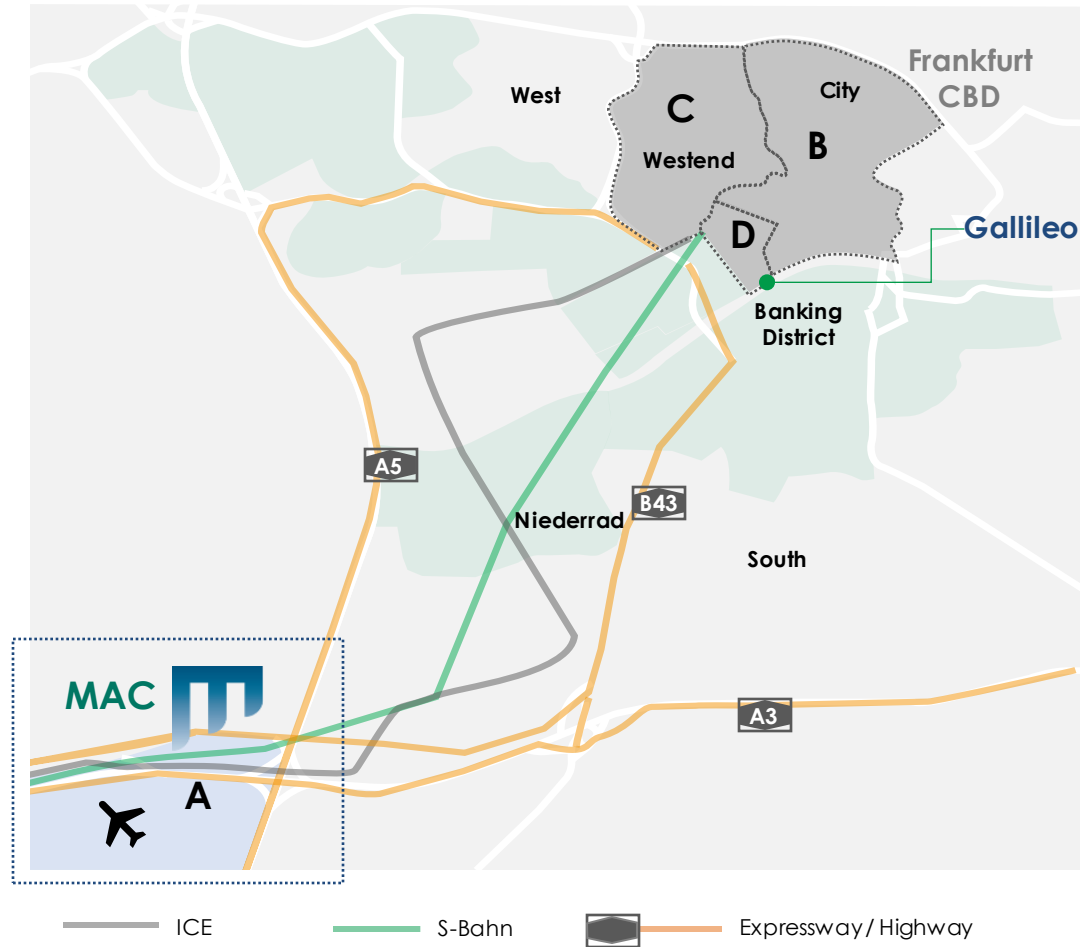 Frankfurt
CBD
City
West
C
Westend
B
D
Gallileo
Banking
District
A5
B43
Niederrad
South
MAC
A3
A
ICE
S-Bahn
Expressway / Highway